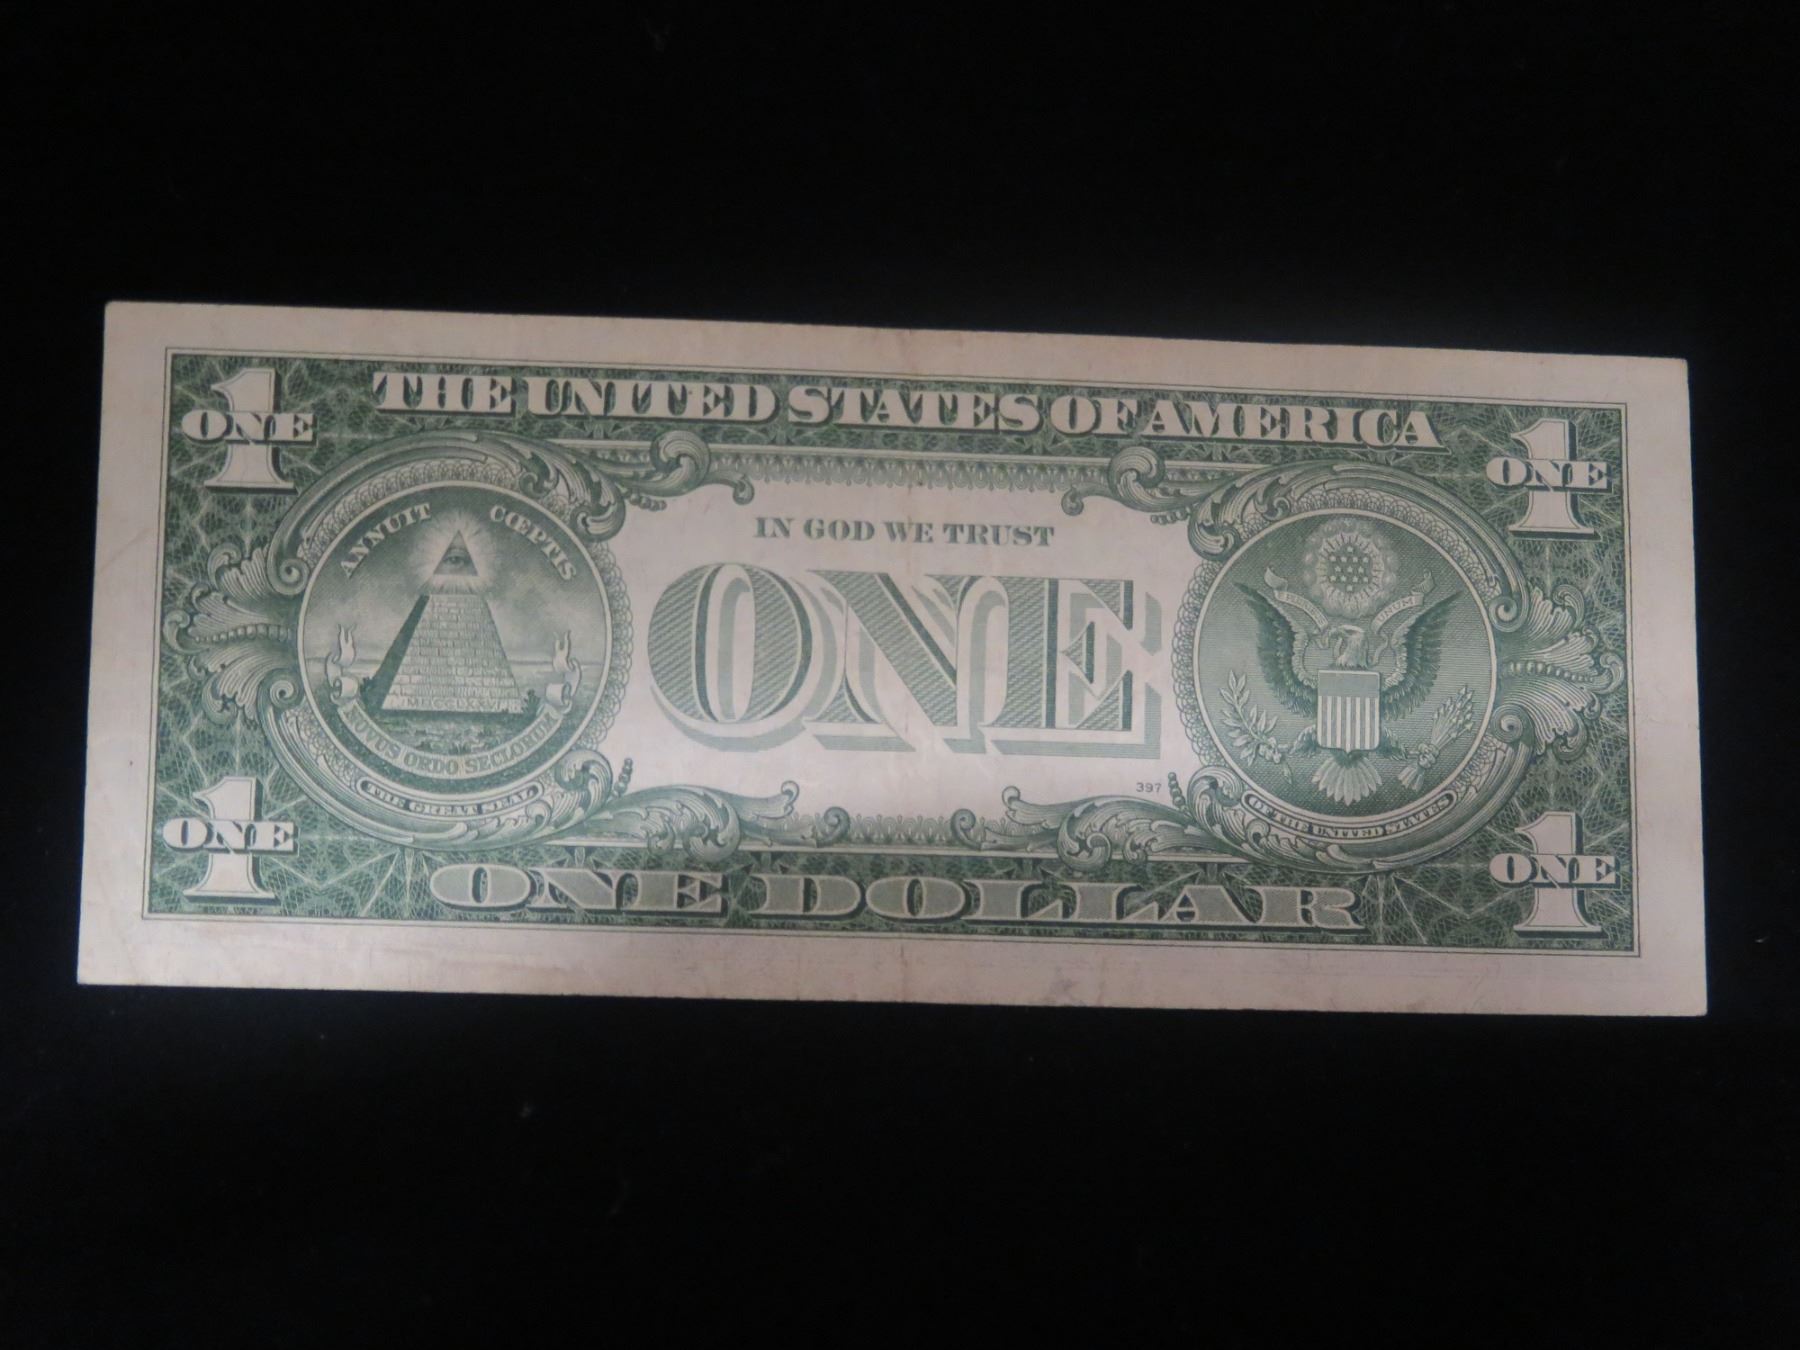 THE UNITED STATES OF AMERICA
1
ONE
1
ONE
ANNUIT CŒPTIS
IN GOD WE TRUST
ONE
MDCCLXXVI
NOVUS ORDO SECLORUM
THE GREAT SEAL
397
OF THE UNITED STATES
1
ONE
1
ONE
ONE DOLLAR